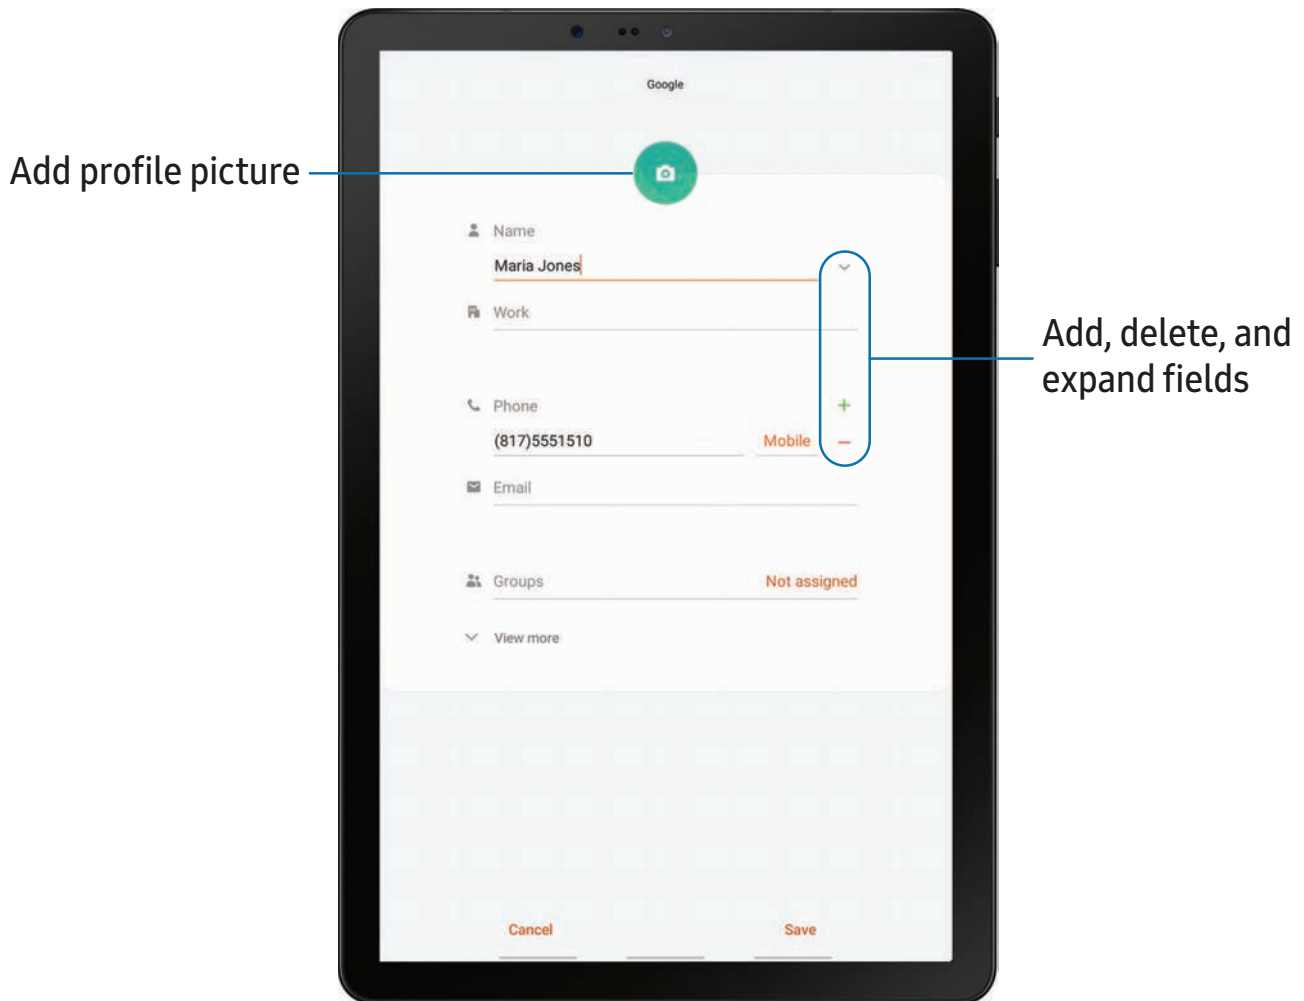 Google
Add profile picture
Name
Maria Jones
Work
Add, delete, and
expand fields
Phone
(817)5551510 Mobile
Email
Groups Not assigned
View more
Cancel Save